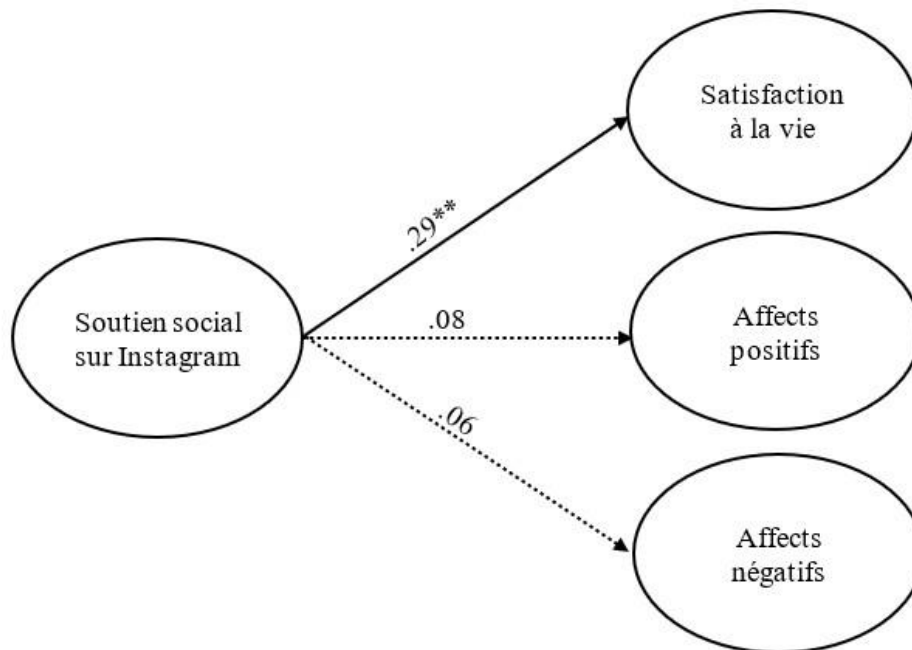 Satisfaction
à la vie
.29**
Soutien social
sur Instagram
.08
Affects
positifs
.06
Affects
négatifs